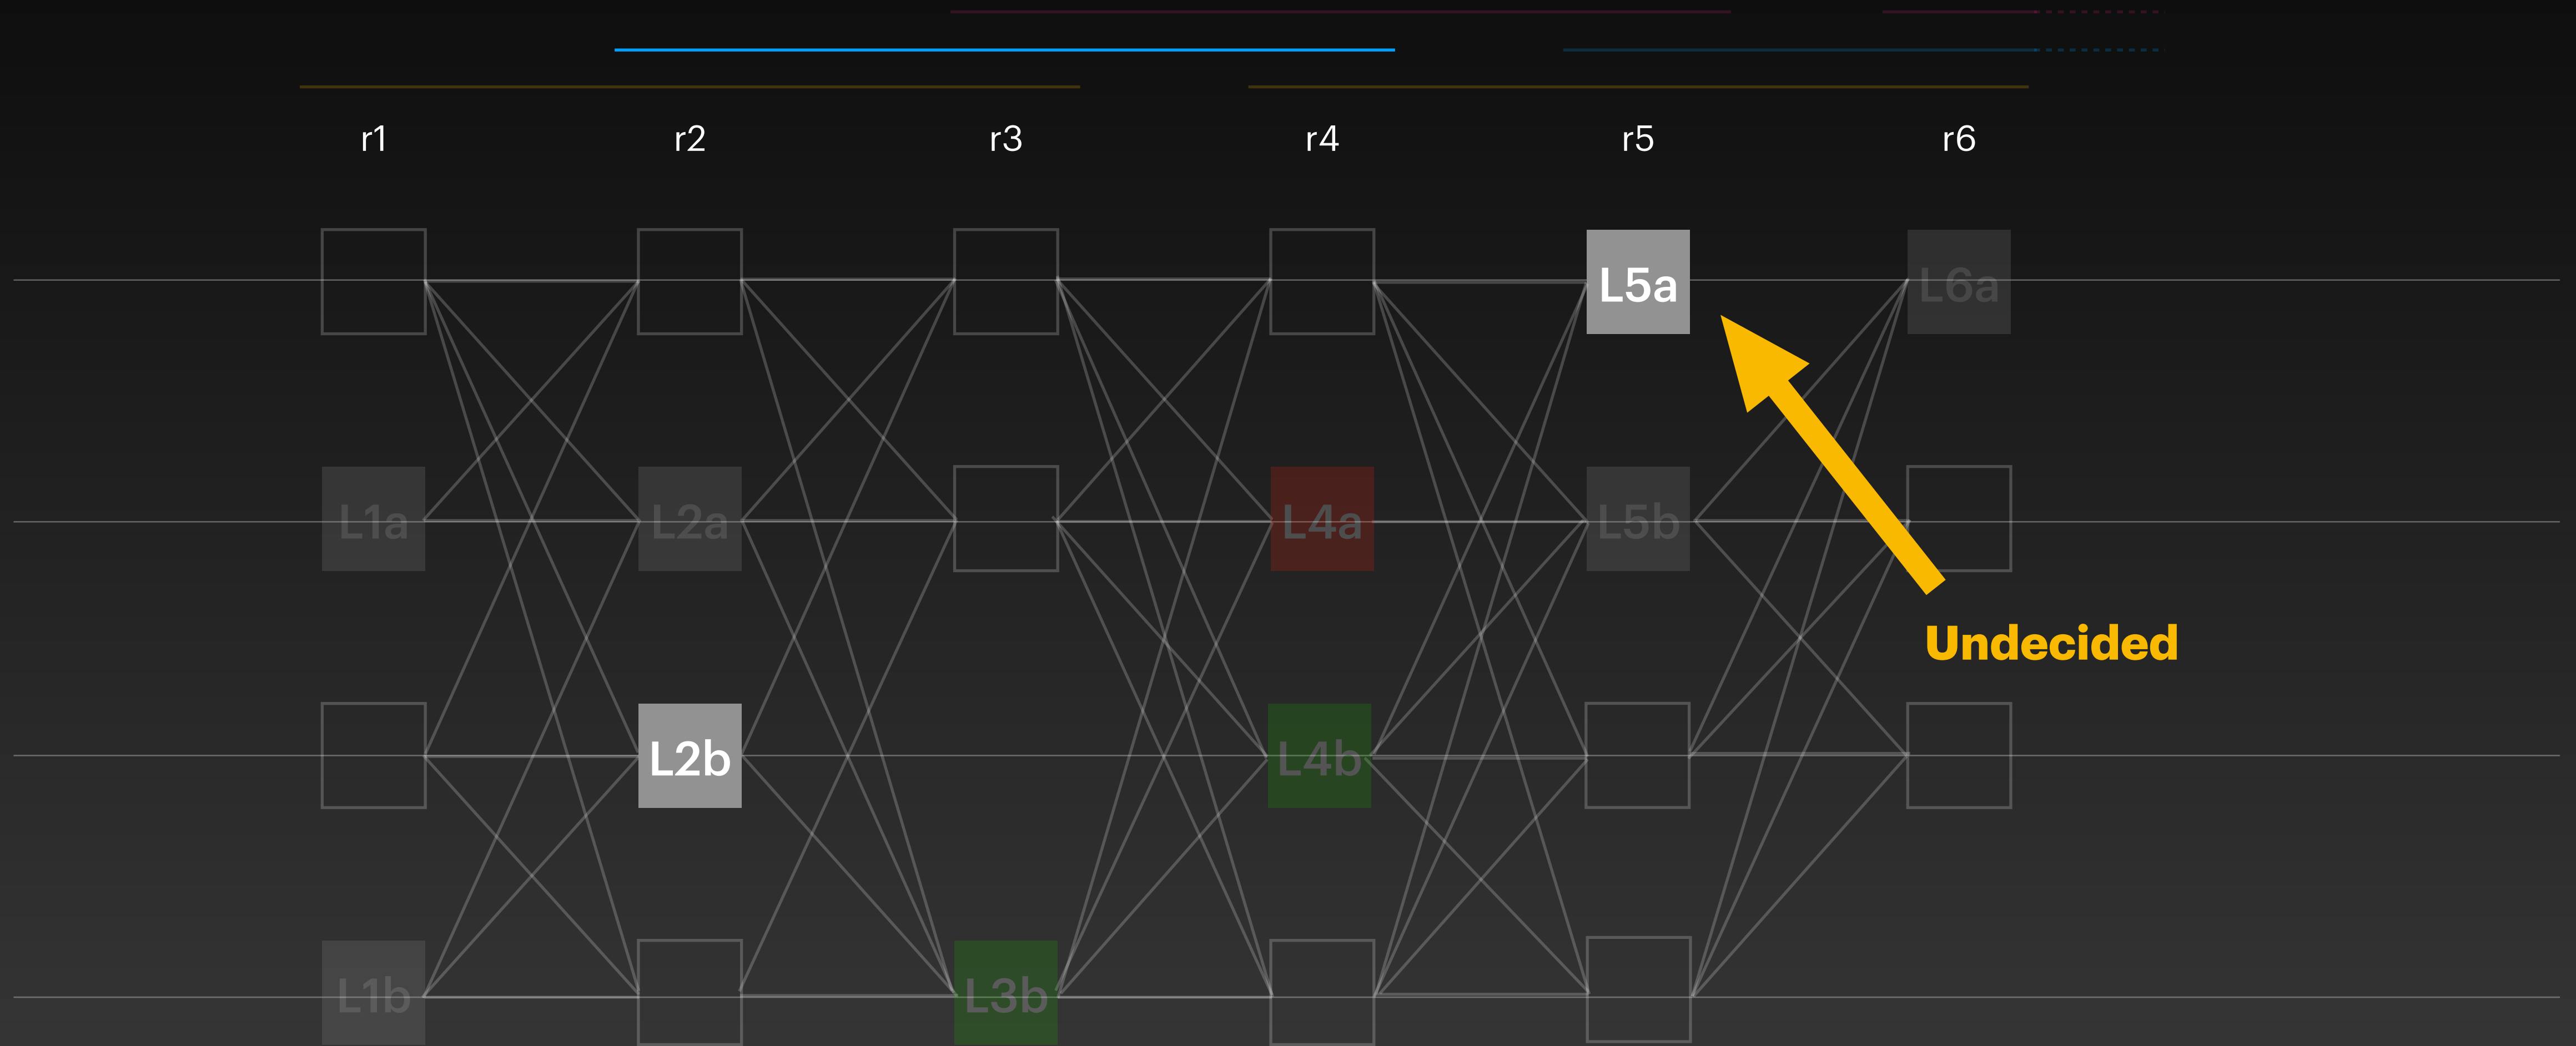 r1 r2 r3 r4 r5 r6
L5a L6a
L1a L2a L4a L5b
Undecided
L2b L4b
L1b L3b